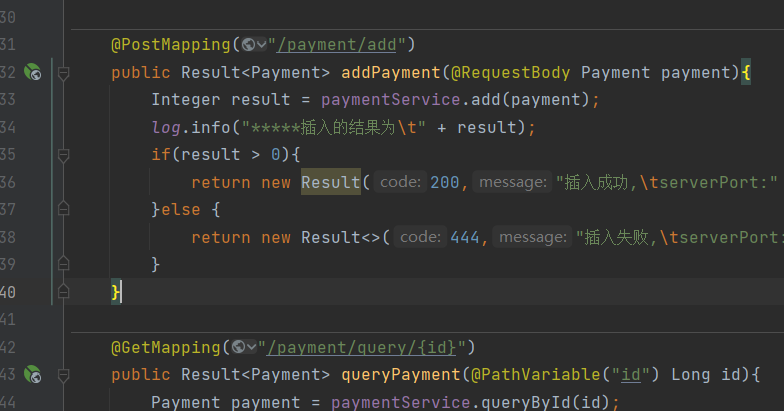 30
31 @PostMapping("/payment/add")
32 public Result<Payment> addPayment(@RequestBody Payment payment){
33 Integer result = paymentService.add(payment);
34 log.info("*****插入的结果为\t" + result);
35 if(result > 0){
36 return new Result( code: 200, message: "插入成功,\tserverPort:"
37 }else {
38 return new Result<>( code: 444, message: "插入失败,\tserverPort:
39 }
40 }
41
42 @GetMapping("/payment/query/{id}")
43 public Result<Payment> queryPayment(@PathVariable("id") Long id){
44 Payment payment = paymentService.queryById(id);